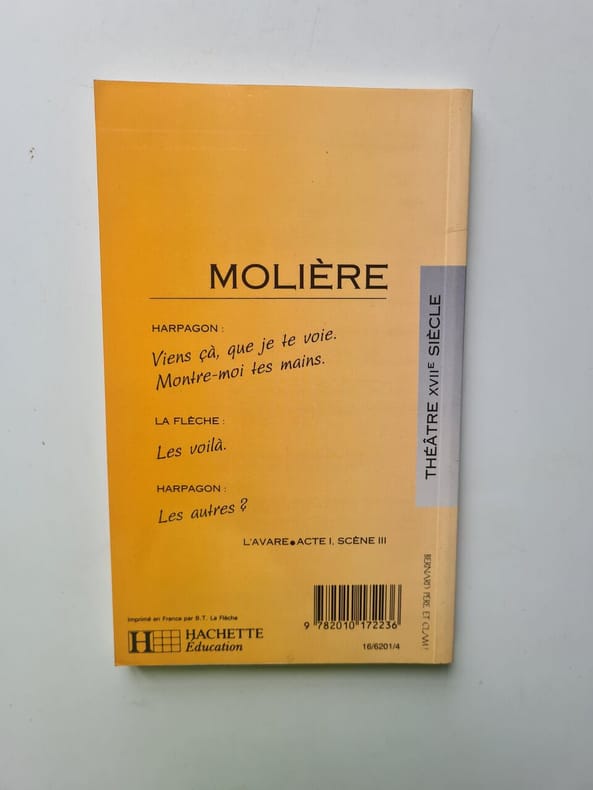 MOLIÈRE
HARPAGON :
Viens çà, que je te voie.
Montre-moi tes mains.
LA FLÈCHE :
Les voilà.
HARPAGON :
Les autres ?
L'AVARE●ACTE I, SCÈNE III
THÉÂTRE XVIIE SIÈCLE
Imprimé en France par B.T. La Flèche
H HACHETTE
Éducation
9 782010 172236
16/6201/4